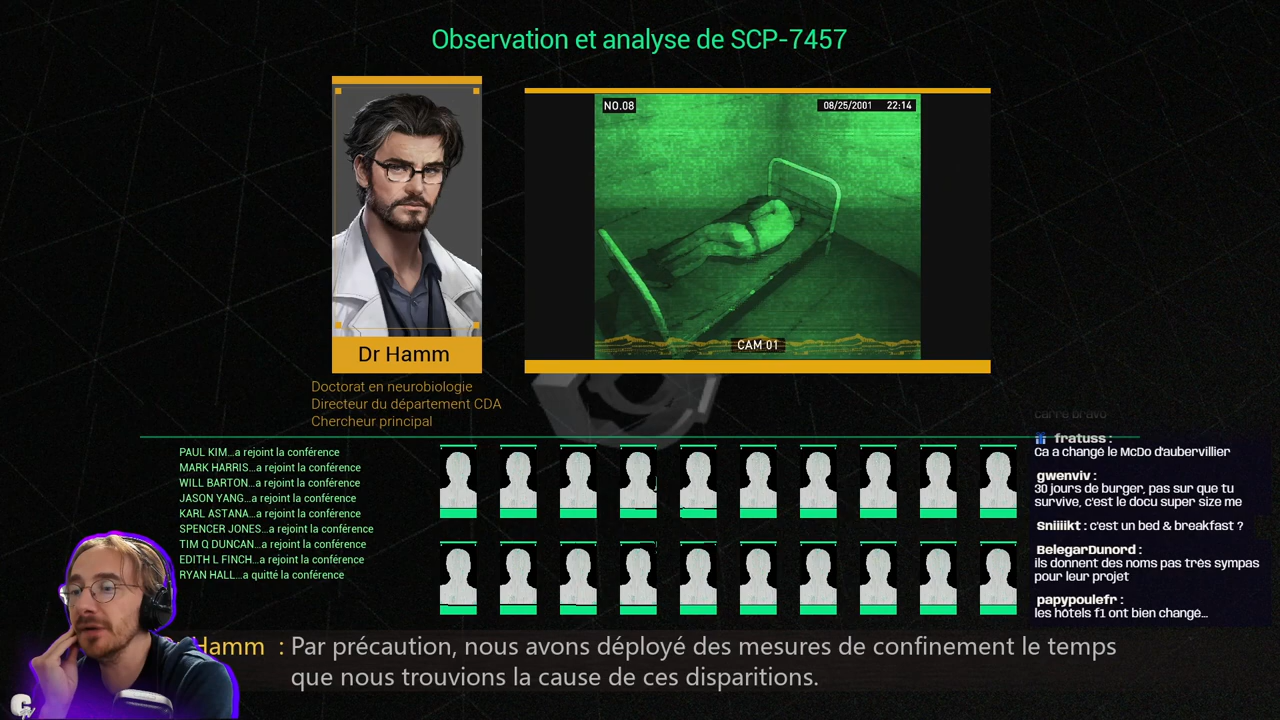 Observation et analyse de SCP-7457
NO.08
08/25/2001 22:14
CAM 01
Dr Hamm
Doctorat en neurobiologie
Directeur du département CDA
Chercheur principal
PAUL KIM...a rejoint la conférence
MARK HARRIS...a rejoint la conférence
WILL BARTON...a rejoint la conférence
JASON YANG...a rejoint la conférence
KARL ASTANA...a rejoint la conférence
SPENCER JONES...a rejoint la conférence
TIM Q DUNCAN...a rejoint la conférence
EDITH L FINCH...a rejoint la conférence
RYAN HALL...a quitté la conférence
carré bravo
fratuss :
Ca a changé le McDo d'aubervillier
gwenviv :
30 jours de burger, pas sur que tu
survive, c'est le docu super size me
Sniiiikt : c'est un bed & breakfast ?
BelegarDunord :
ils donnent des noms pas très sympas
pour leur projet
papypoulefr :
les hôtels f1 ont bien changé...
Hamm : Par précaution, nous avons déployé des mesures de confinement le temps
que nous trouvions la cause de ces disparitions.